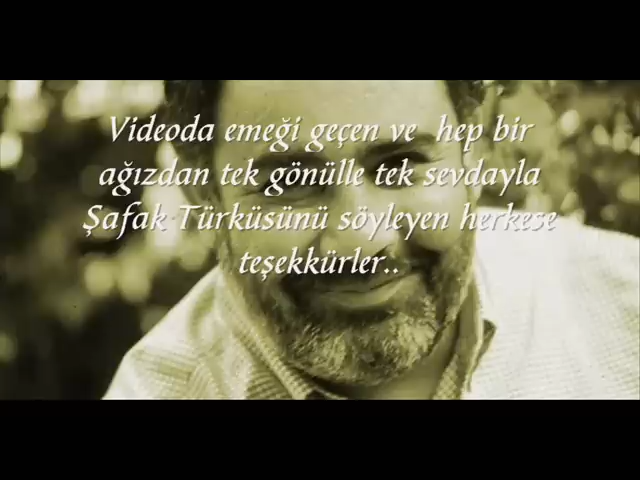 Videoda emeği geçen ve hep bir
ağızdan tek gönülle tek sevdayla
Şafak Türküsünü söyleyen herkese
teşekkürler..